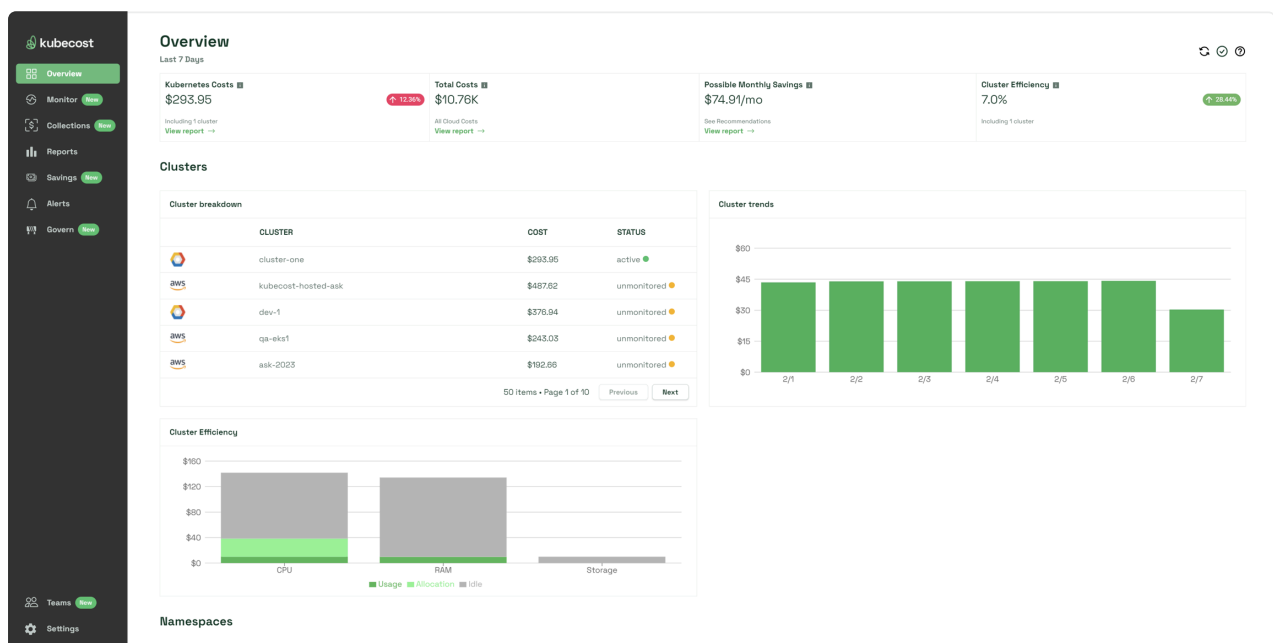 kubecost
Overview
Monitor New
Collections New
Reports
Savings New
Alerts
Govern New
Teams New
Settings
Overview
Last 7 Days
Kubernetes Costs
$293.95
12.36%
Including 1 cluster
View report →
Total Costs
$10.76K
All Cloud Costs
View report →
Possible Monthly Savings
$74.91/mo
See Recommendations
View report →
Cluster Efficiency
7.0%
28.44%
Including 1 cluster
Clusters
Cluster breakdown
CLUSTER COST STATUS
cluster-one $293.95 active
aws kubecost-hosted-ask $487.62 unmonitored
dev-1 $376.94 unmonitored
aws qa-eks1 $243.03 unmonitored
aws ask-2023 $192.66 unmonitored
50 items • Page 1 of 10 Previous Next
Cluster trends
$60
$45
$30
$15
$0
2/1 2/2 2/3 2/4 2/5 2/6 2/7
Cluster Efficiency
$160
$120
$80
$40
$0
CPU RAM Storage
Usage Allocation Idle
Namespaces